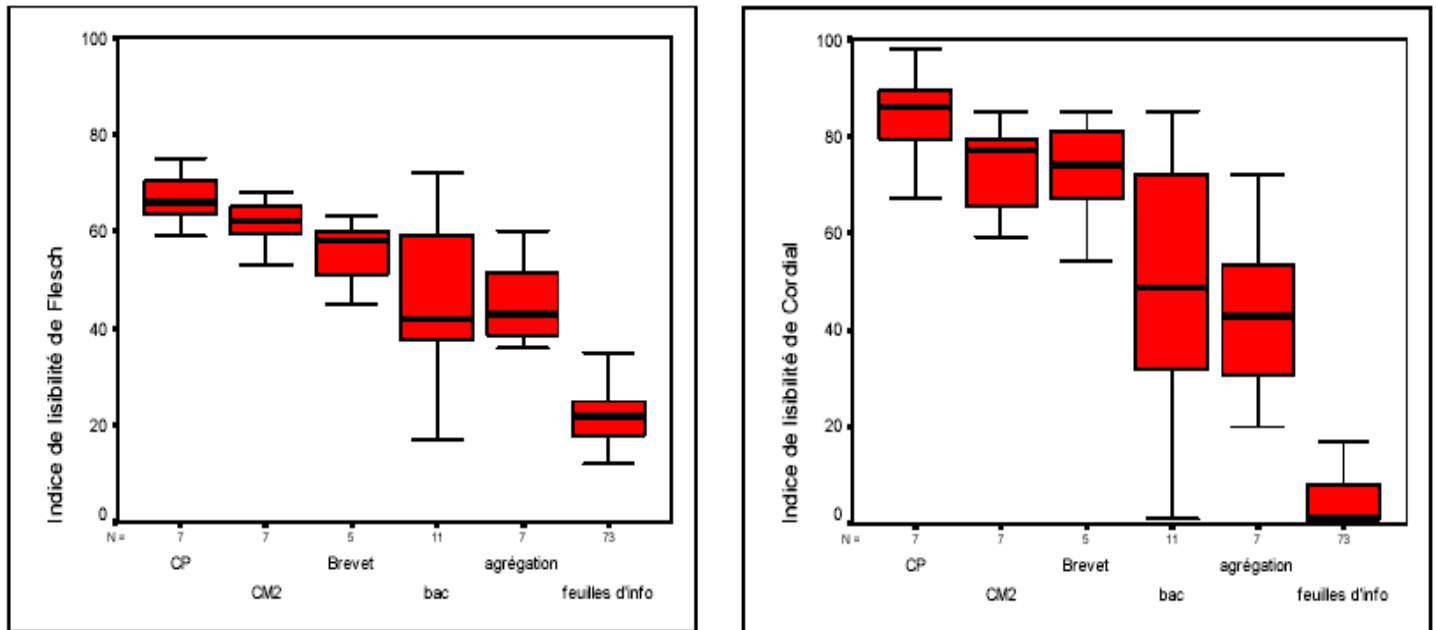 Indice de lisibilité de Flesch
100
80
60
40
20
0
N = 7 7 5 11 7 73
CP Brevet agrégation
CM2 bac feuilles d'info
Indice de lisibilité de Cordial
100
80
60
40
20
0
N = 7 7 5 11 7 73
CP Brevet agrégation
CM2 bac feuilles d'info